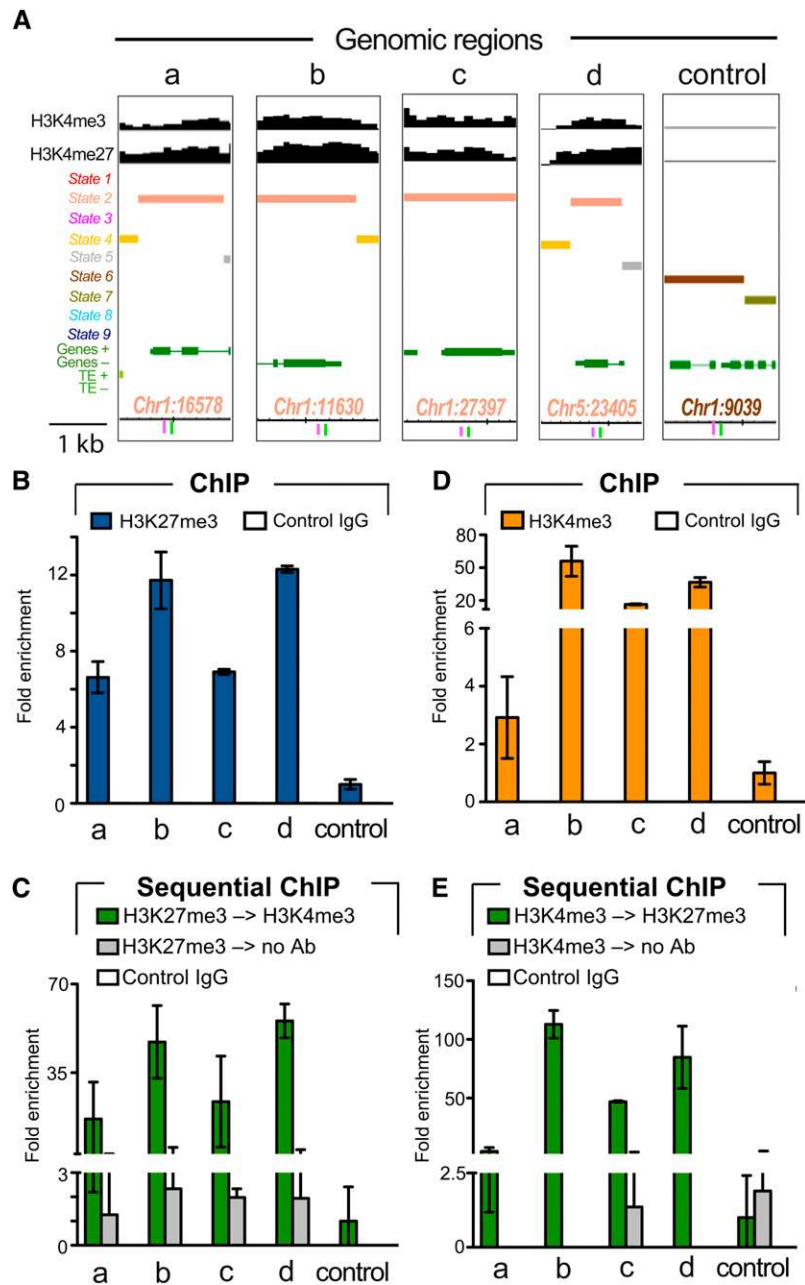 A
Genomic regions
a b c d control
H3K4me3
H3K4me27
State 1
State 2
State 3
State 4
State 5
State 6
State 7
State 8
State 9
Genes +
Genes –
TE +
TE –
Chr1:16578 Chr1:11630 Chr1:27397 Chr5:23405 Chr1:9039
1 kb
B
ChIP
H3K27me3 Control IgG
Fold enrichment
12
8
4
0
a b c d control
D
ChIP
H3K4me3 Control IgG
Fold enrichment
80
50
20
6
4
2
0
a b c d control
C
Sequential ChIP
H3K27me3 –> H3K4me3
H3K27me3 –> no Ab
Control IgG
Fold enrichment
70
35
3
0
a b c d control
E
Sequential ChIP
H3K4me3 –> H3K27me3
H3K4me3 –> no Ab
Control IgG
Fold enrichment
150
100
50
2.5
0
a b c d control